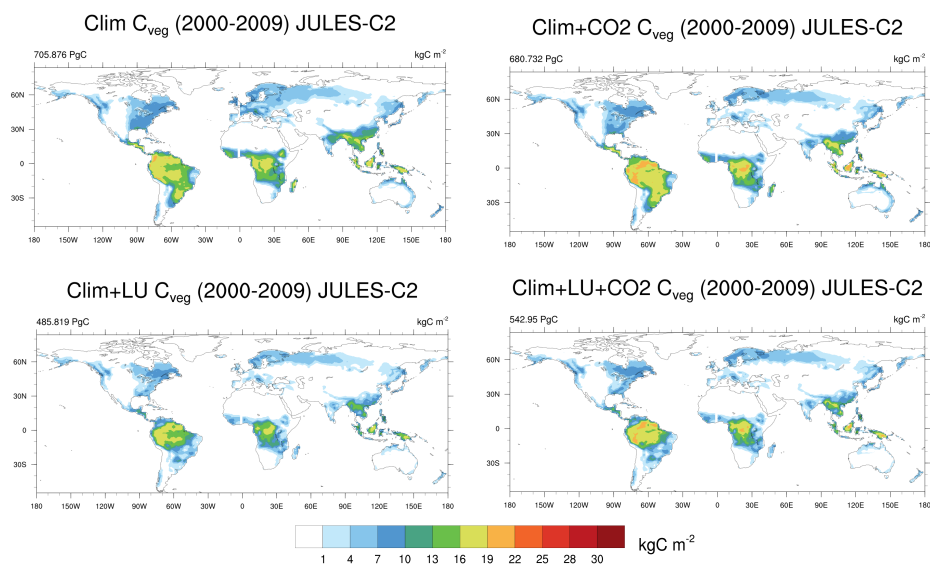 Clim Cveg (2000-2009) JULES-C2
705.876 PgC kgC m-2
60N
30N
0
30S
180 150W 120W 90W 60W 30W 0 30E 60E 90E 120E 150E 180
Clim+CO2 Cveg (2000-2009) JULES-C2
680.732 PgC kgC m-2
60N
30N
0
30S
180 150W 120W 90W 60W 30W 0 30E 60E 90E 120E 150E 180
Clim+LU Cveg (2000-2009) JULES-C2
485.819 PgC kgC m-2
60N
30N
0
30S
180 150W 120W 90W 60W 30W 0 30E 60E 90E 120E 150E 180
Clim+LU+CO2 Cveg (2000-2009) JULES-C2
542.95 PgC kgC m-2
60N
30N
0
30S
180 150W 120W 90W 60W 30W 0 30E 60E 90E 120E 150E 180
1 4 7 10 13 16 19 22 25 28 30
kgC m-2